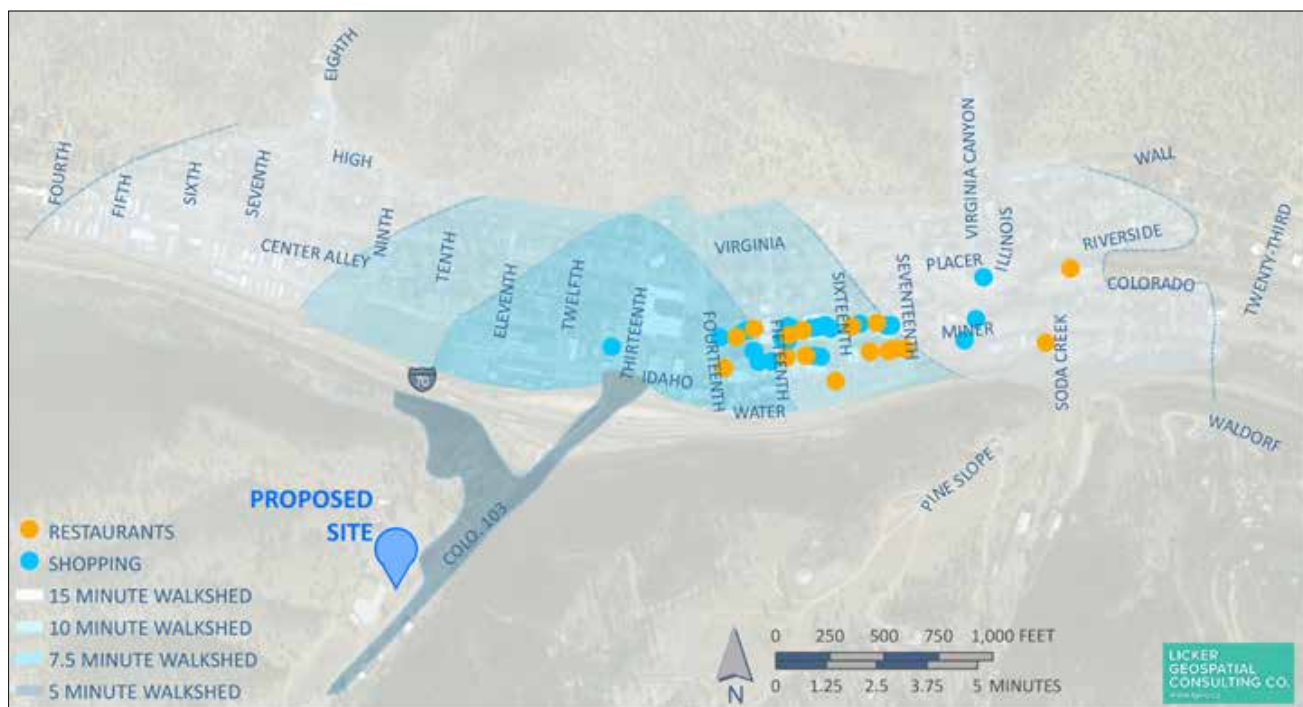 EIGHTH
FOURTH
FIFTH
SIXTH
SEVENTH
HIGH
CENTER ALLEY
NINTH
TENTH
ELEVENTH
TWELFTH
THIRTEENTH
VIRGINIA
FOURTEENTH
FIFTEENTH
SIXTEENTH
SEVENTEENTH
IDAHO
WATER
VIRGINIA CANYON
ILLINOIS
PLACER
MINER
WALL
RIVERSIDE
COLORADO
TWENTY-THIRD
SODA CREEK
WALDORF
PINE SLOPE
70
COLO. 103
PROPOSED
SITE
RESTAURANTS
SHOPPING
15 MINUTE WALKSHED
10 MINUTE WALKSHED
7.5 MINUTE WALKSHED
5 MINUTE WALKSHED
N
0 250 500 750 1,000 FEET
0 1.25 2.5 3.75 5 MINUTES
LICKER
GEOSPATIAL
CONSULTING CO.